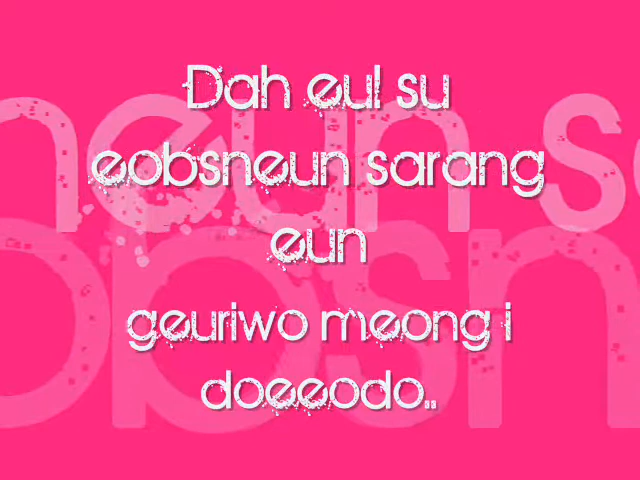 Dah eul su
eobsneun sarang
eun
geuriwo meong i
doeeodo..